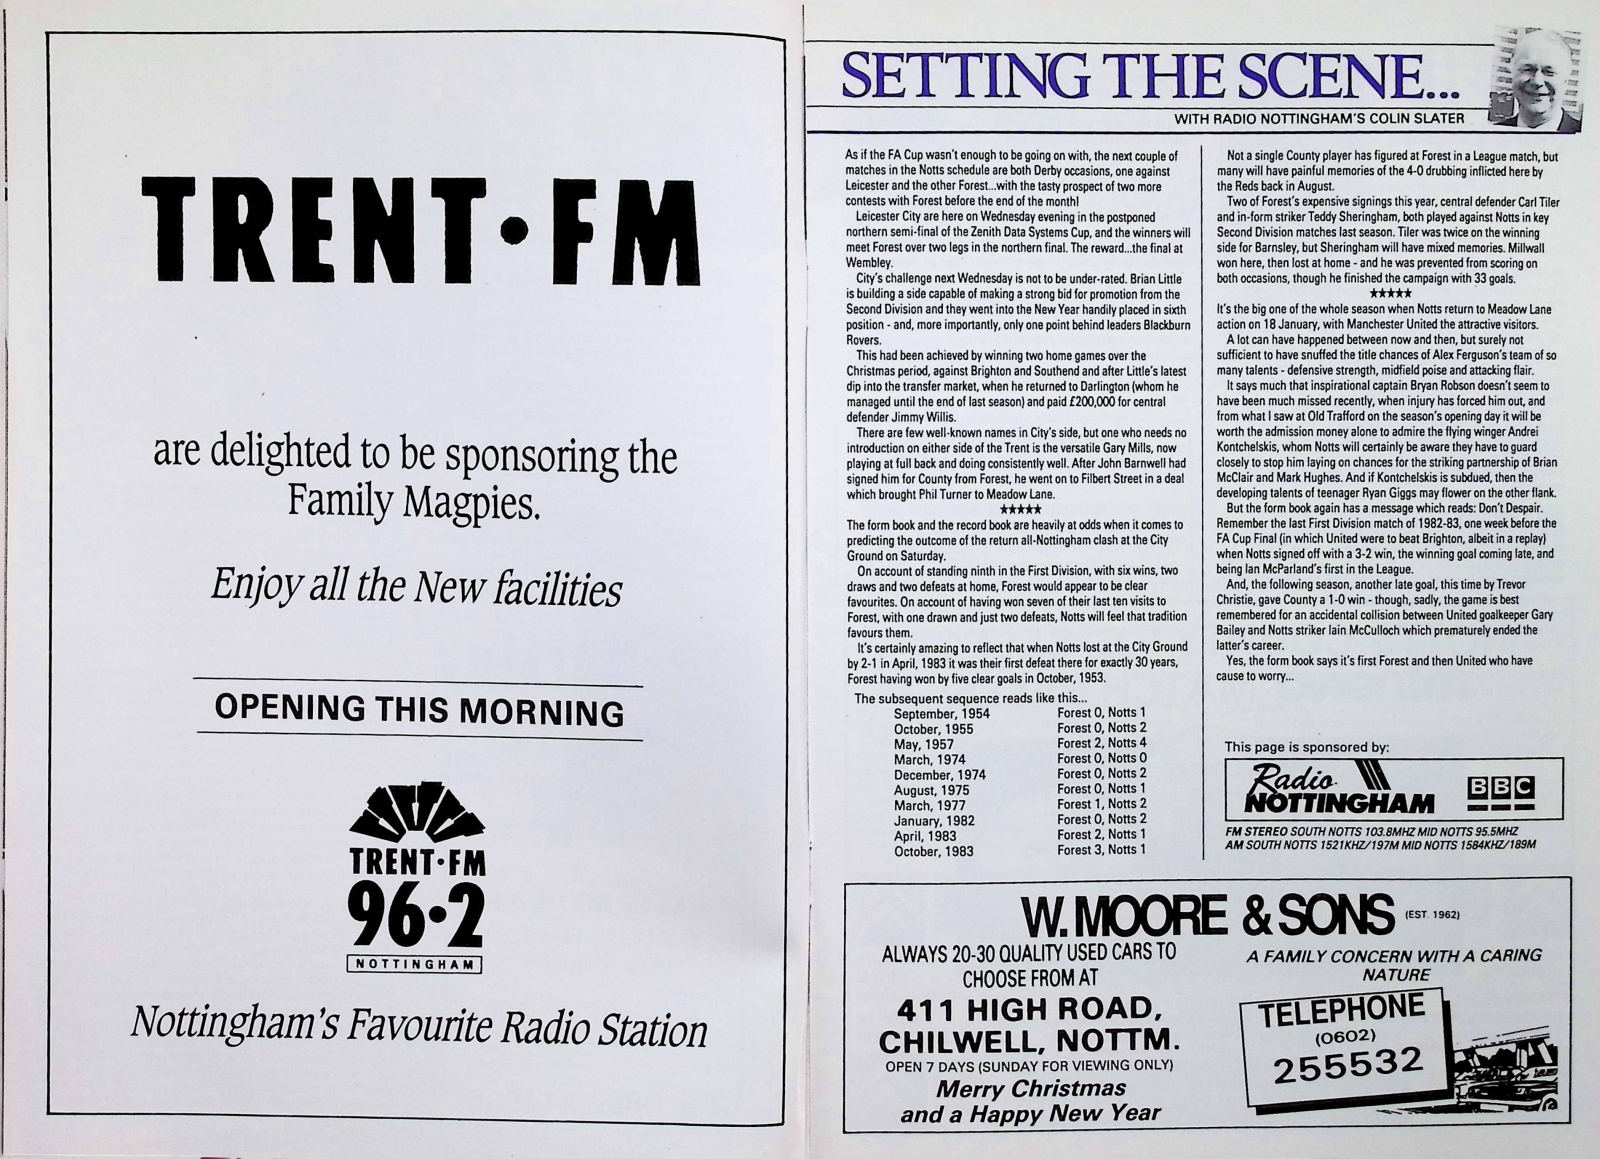 TRENT•FM
are delighted to be sponsoring the
Family Magpies.
Enjoy all the New facilities
OPENING THIS MORNING
TRENT•FM
96•2
NOTTINGHAM
Nottingham's Favourite Radio Station
SETTING THE SCENE...
WITH RADIO NOTTINGHAM'S COLIN SLATER
As if the FA Cup wasn't enough to be going on with, the next couple of
matches in the Notts schedule are both Derby occasions, one against
Leicester and the other Forest...with the tasty prospect of two more
contests with Forest before the end of the month!
Leicester City are here on Wednesday evening in the postponed
northern semi-final of the Zenith Data Systems Cup, and the winners will
meet Forest over two legs in the northern final. The reward...the final at
Wembley.
City's challenge next Wednesday is not to be under-rated. Brian Little
is building a side capable of making a strong bid for promotion from the
Second Division and they went into the New Year handily placed in sixth
position - and, more importantly, only one point behind leaders Blackburn
Rovers.
This had been achieved by winning two home games over the
Christmas period, against Brighton and Southend and after Little's latest
dip into the transfer market, when he returned to Darlington (whom he
managed until the end of last season) and paid £200,000 for central
defender Jimmy Willis.
There are few well-known names in City's side, but one who needs no
introduction on either side of the Trent is the versatile Gary Mills, now
playing at full back and doing consistently well. After John Barnwell had
signed him for County from Forest, he went on to Filbert Street in a deal
which brought Phil Turner to Meadow Lane.
★★★★★
The form book and the record book are heavily at odds when it comes to
predicting the outcome of the return all-Nottingham clash at the City
Ground on Saturday.
On account of standing ninth in the First Division, with six wins, two
draws and two defeats at home, Forest would appear to be clear
favourites. On account of having won seven of their last ten visits to
Forest, with one drawn and just two defeats, Notts will feel that tradition
favours them.
It's certainly amazing to reflect that when Notts lost at the City Ground
by 2-1 in April, 1983 it was their first defeat there for exactly 30 years,
Forest having won by five clear goals in October, 1953.
The subsequent sequence reads like this...
September, 1954 Forest 0, Notts 1
October, 1955 Forest 0, Notts 2
May, 1957 Forest 2, Notts 4
March, 1974 Forest 0, Notts 0
December, 1974 Forest 0, Notts 2
August, 1975 Forest 0, Notts 1
March, 1977 Forest 1, Notts 2
January, 1982 Forest 0, Notts 2
April, 1983 Forest 2, Notts 1
October, 1983 Forest 3, Notts 1
Not a single County player has figured at Forest in a League match, but
many will have painful memories of the 4-0 drubbing inflicted here by
the Reds back in August.
Two of Forest's expensive signings this year, central defender Carl Tiler
and in-form striker Teddy Sheringham, both played against Notts in key
Second Division matches last season. Tiler was twice on the winning
side for Barnsley, but Sheringham will have mixed memories. Millwall
won here, then lost at home - and he was prevented from scoring on
both occasions, though he finished the campaign with 33 goals.
★★★★★
It's the big one of the whole season when Notts return to Meadow Lane
action on 18 January, with Manchester United the attractive visitors.
A lot can have happened between now and then, but surely not
sufficient to have snuffed the title chances of Alex Ferguson's team of so
many talents - defensive strength, midfield poise and attacking flair.
It says much that inspirational captain Bryan Robson doesn't seem to
have been much missed recently, when injury has forced him out, and
from what I saw at Old Trafford on the season's opening day it will be
worth the admission money alone to admire the flying winger Andrei
Kontchelskis, whom Notts will certainly be aware they have to guard
closely to stop him laying on chances for the striking partnership of Brian
McClair and Mark Hughes. And if Kontchelskis is subdued, then the
developing talents of teenager Ryan Giggs may flower on the other flank.
But the form book again has a message which reads: Don't Despair.
Remember the last First Division match of 1982-83, one week before the
FA Cup Final (in which United were to beat Brighton, albeit in a replay)
when Notts signed off with a 3-2 win, the winning goal coming late, and
being Ian McParland's first in the League.
And, the following season, another late goal, this time by Trevor
Christie, gave County a 1-0 win - though, sadly, the game is best
remembered for an accidental collision between United goalkeeper Gary
Bailey and Notts striker Iain McCulloch which prematurely ended the
latter's career.
Yes, the form book says it's first Forest and then United who have
cause to worry...
This page is sponsored by:
Radio
NOTTINGHAM
BBC
FM STEREO SOUTH NOTTS 103.8MHZ MID NOTTS 95.5MHZ
AM SOUTH NOTTS 1521KHZ/197M MID NOTTS 1584KHZ/189M
W. MOORE & SONS (EST. 1962)
ALWAYS 20-30 QUALITY USED CARS TO
CHOOSE FROM AT
411 HIGH ROAD,
CHILWELL, NOTTM.
OPEN 7 DAYS (SUNDAY FOR VIEWING ONLY)
Merry Christmas
and a Happy New Year
A FAMILY CONCERN WITH A CARING
NATURE
TELEPHONE
(0602)
255532